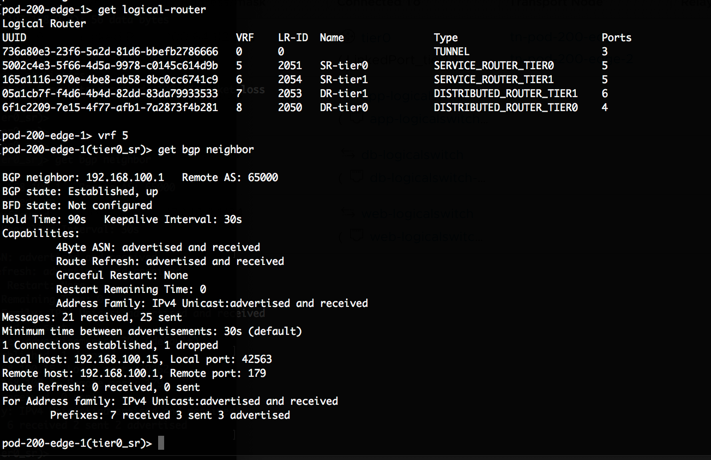 [pod-200-edge-1> get logical-router
Logical Router
UUID VRF LR-ID Name Type Ports
736a80e3-23f6-5a2d-81d6-bbefb2786666 0 0 TUNNEL 3
5002c4e3-5f66-4d5a-9978-c0145c614d9b 5 2051 SR-tier0 SERVICE_ROUTER_TIER0 5
165a1116-970e-4be8-ab58-8bc0cc6741c9 6 2054 SR-tier1 SERVICE_ROUTER_TIER1 5
05a1cb7f-f4d6-4b4d-82dd-83da79933533 7 2053 DR-tier1 DISTRIBUTED_ROUTER_TIER1 6
6f1c2209-7e15-4f77-afb1-7a2873f4b281 8 2050 DR-tier0 DISTRIBUTED_ROUTER_TIER0 4
[pod-200-edge-1> vrf 5
[pod-200-edge-1(tier0_sr)> get bgp neighbor
BGP neighbor: 192.168.100.1 Remote AS: 65000
BGP state: Established, up
BFD state: Not configured
Hold Time: 90s Keepalive Interval: 30s
Capabilities:
4Byte ASN: advertised and received
Route Refresh: advertised and received
Graceful Restart: None
Restart Remaining Time: 0
Address Family: IPv4 Unicast:advertised and received
Messages: 21 received, 25 sent
Minimum time between advertisements: 30s (default)
1 Connections established, 1 dropped
Local host: 192.168.100.15, Local port: 42563
Remote host: 192.168.100.1, Remote port: 179
Route Refresh: 0 received, 0 sent
For Address family: IPv4 Unicast:advertised and received
Prefixes: 7 received 3 sent 3 advertised
pod-200-edge-1(tier0_sr)>